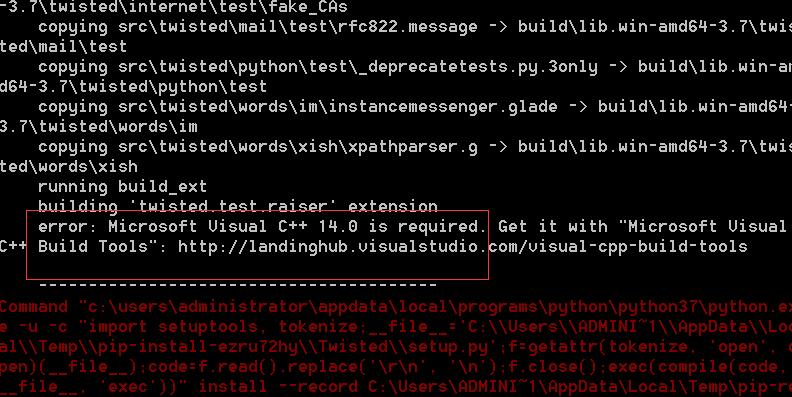 -3.7\twisted\internet\test\fake_CAs
copying src\twisted\mail\test\rfc822.message -> build\lib.win-amd64-3.7\twis
ted\mail\test
copying src\twisted\python\test\_deprecatetests.py.3only -> build\lib.win-am
d64-3.7\twisted\python\test
copying src\twisted\words\im\instancemessenger.glade -> build\lib.win-amd64-
3.7\twisted\words\im
copying src\twisted\words\xish\xpathparser.g -> build\lib.win-amd64-3.7\twis
ted\words\xish
running build_ext
building 'twisted.test.raiser' extension
error: Microsoft Visual C++ 14.0 is required. Get it with "Microsoft Visual
C++ Build Tools": http://landinghub.visualstudio.com/visual-cpp-build-tools
----------------------------------------
Command "c:\users\administrator\appdata\local\programs\python\python37\python.ex
e -u -c "import setuptools, tokenize;__file__='C:\\Users\\ADMINI~1\\AppData\\Loc
al\\Temp\\pip-install-ezru72hy\\Twisted\\setup.py';f=getattr(tokenize, 'open', o
pen)(__file__);code=f.read().replace('\r\n', '\n');f.close();exec(compile(code,
__file__, 'exec'))" install --record C:\Users\ADMINI~1\AppData\Local\Temp\pip-re